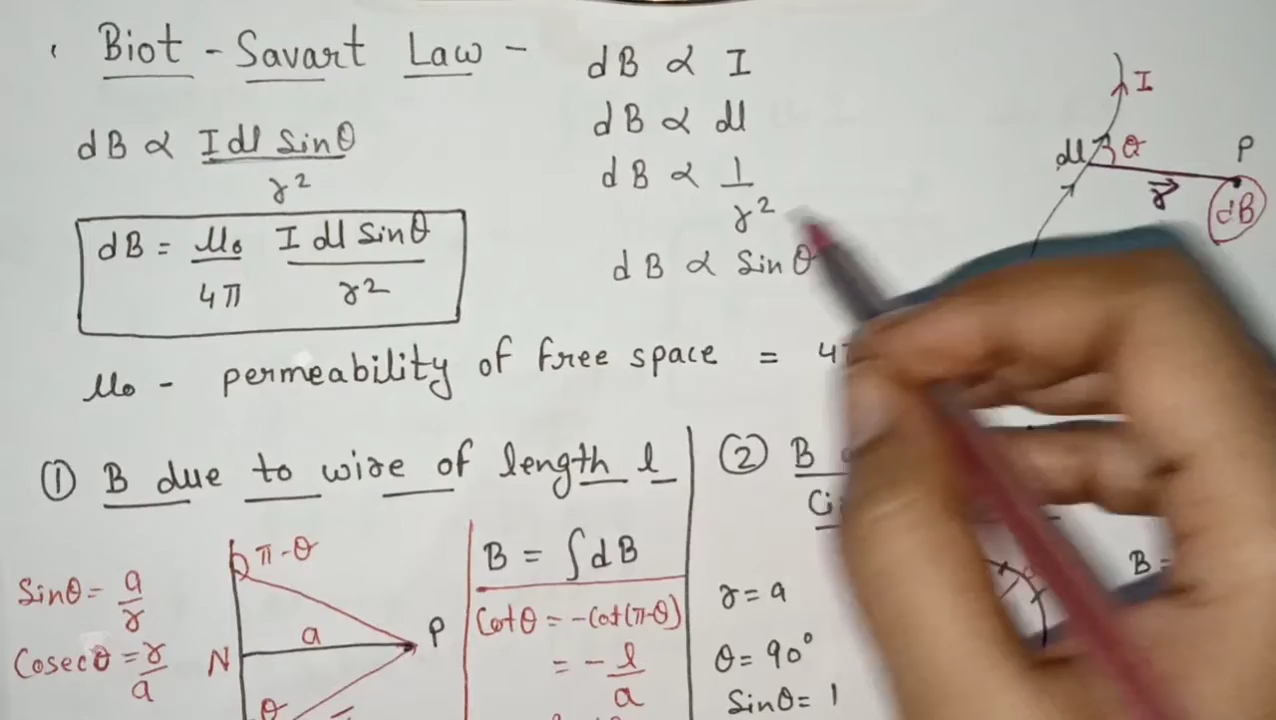 Biot - Savart Law -
dB ∝ I dl sinθ / r²
dB = μ₀ / 4π I dl sinθ / r²
dB ∝ I
dB ∝ dl
dB ∝ 1 / r²
dB ∝ Sinθ
I
dl θ P
r⃗ dB
μ₀ - permeability of free space = 4π
① B due to wire of length l
Sinθ = a / r
Cosecθ = r / a
π-θ
a P
N
θ
B = ∫dB
Cotθ = -Cot(π-θ)
= - l / a
② B
r = a
θ = 90°
Sinθ = 1
B =